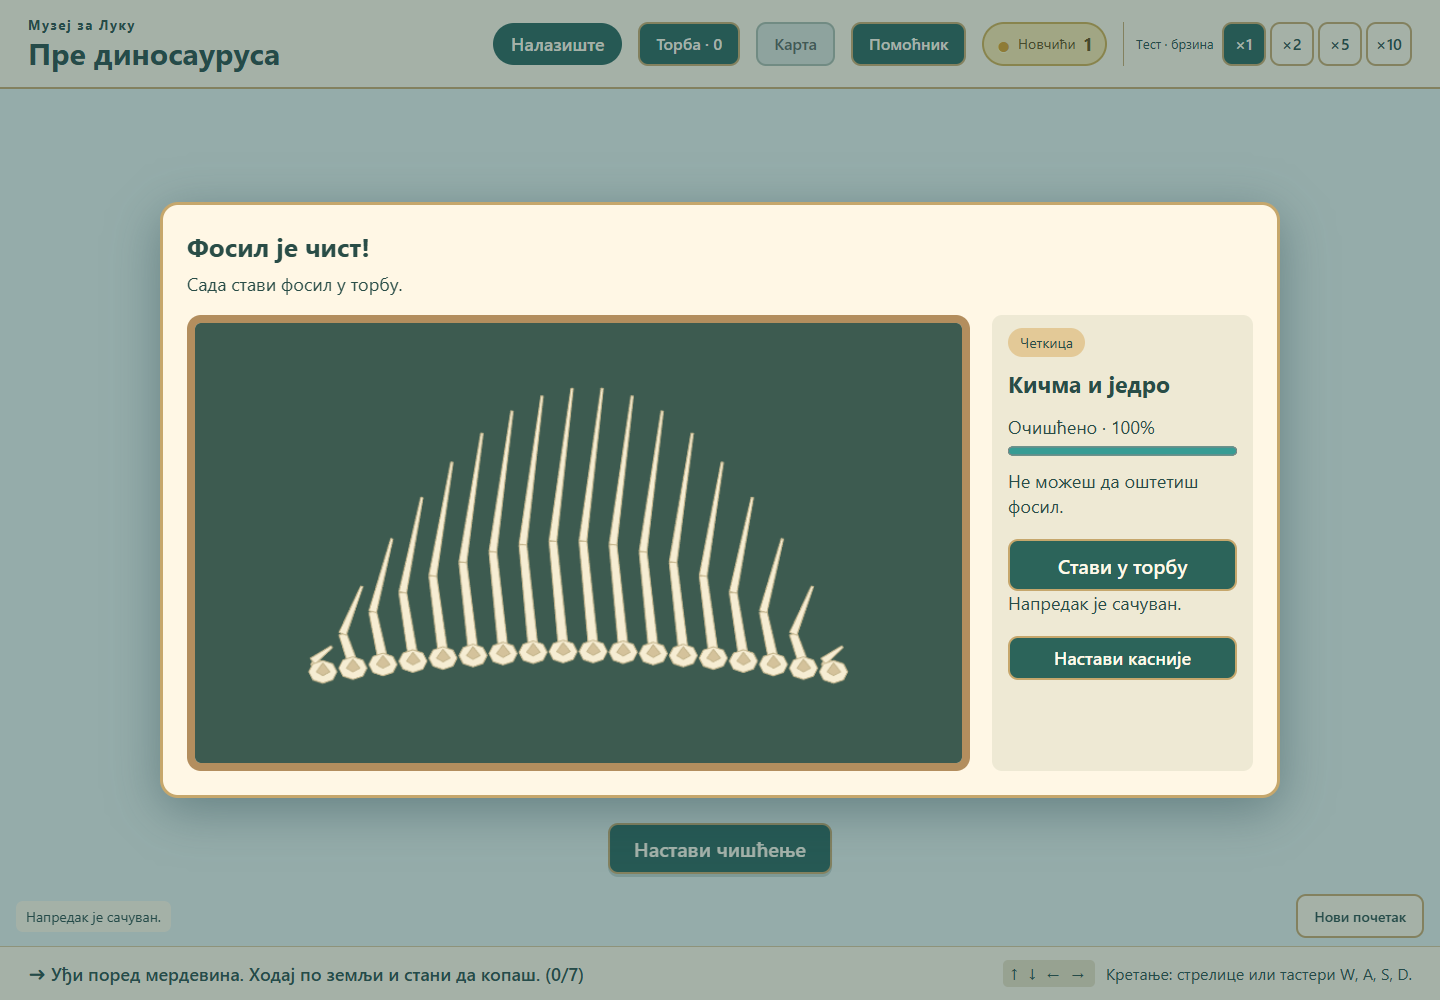 Музеј за Луку
Пре диносауруса
Налазиште
Торба · 0
Карта
Помоћник
Новчићи 1
Тест · брзина
×1
×2
×5
×10
Фосил је чист!
Сада стави фосил у торбу.
Четкица
Кичма и једро
Очишћено · 100%
Не можеш да оштетиш
фосил.
Стави у торбу
Напредак је сачуван.
Настави касније
Настави чишћење
Напредак је сачуван.
Нови почетак
→ Уђи поред мердевина. Ходај по земљи и стани да копаш. (0/7)
↑ ↓ ← → Кретање: стрелице или тастери W, A, S, D.